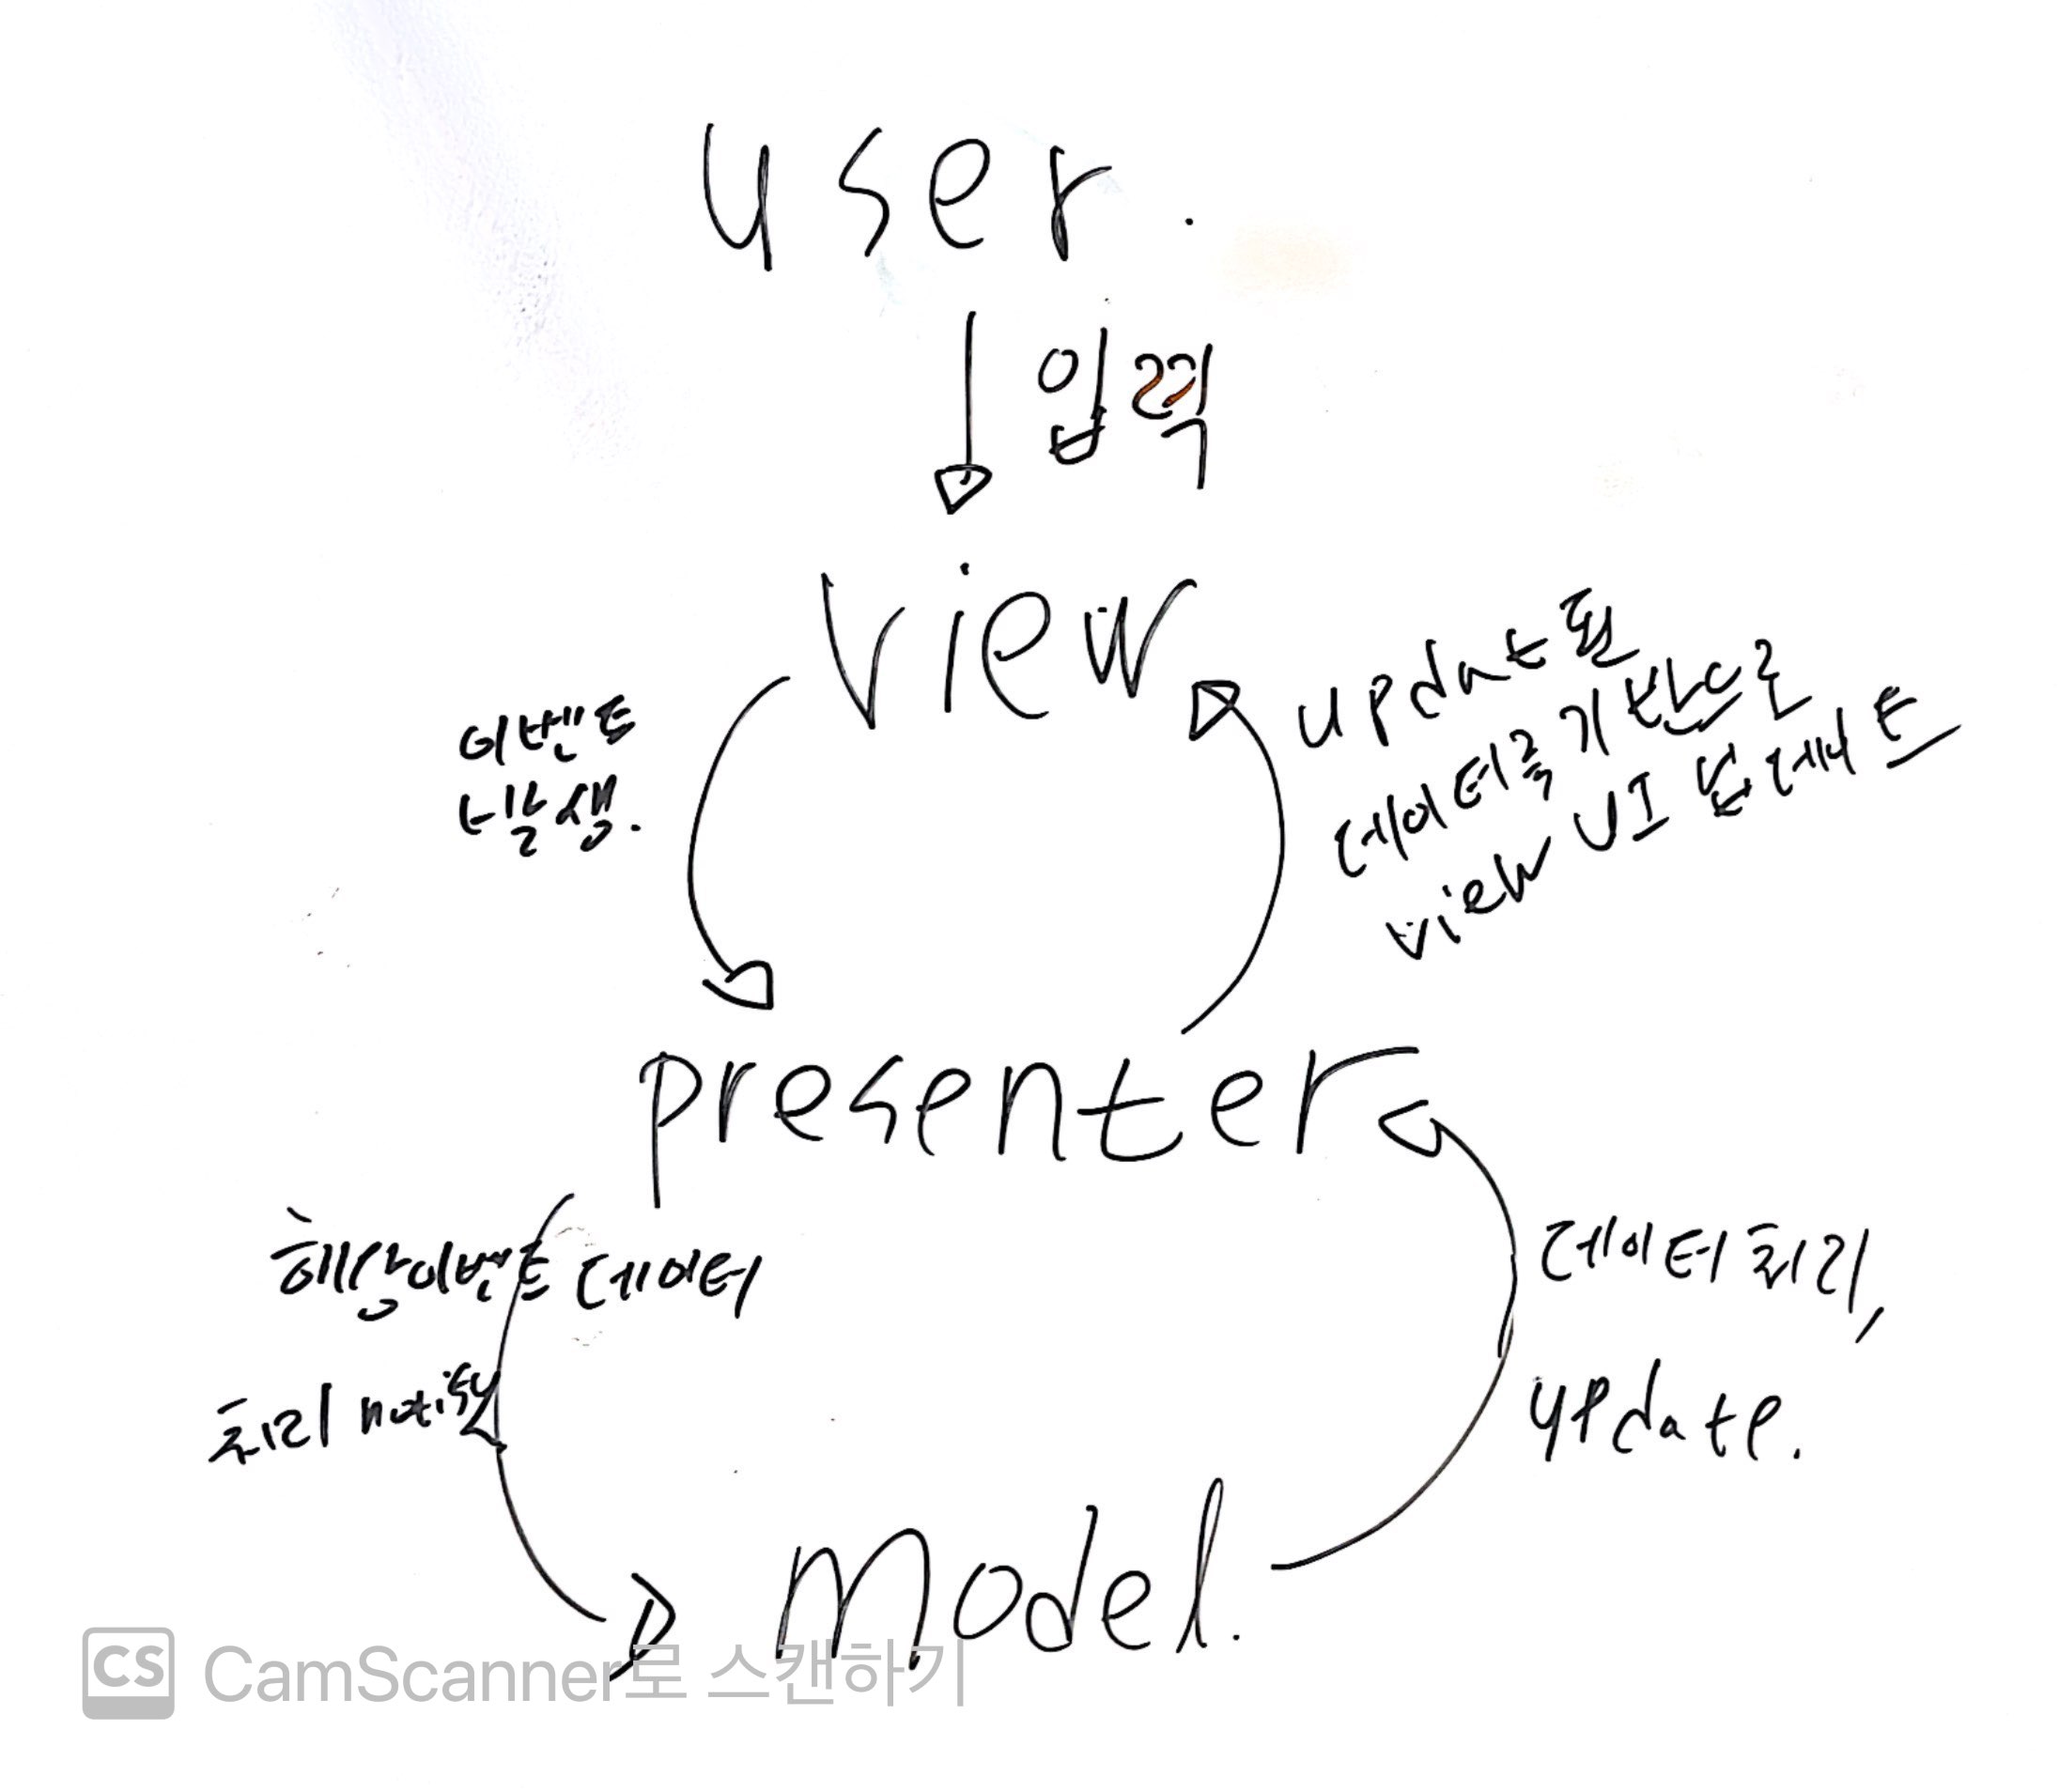 user.
입력
view
이벤트
발생.
updat된
데이터를 기반으로
view UI 업데이트
presenter
해당이벤트 데이터
처리 notify
데이터 처리,
update.
Model.
CS CamScanner로 스캔하기